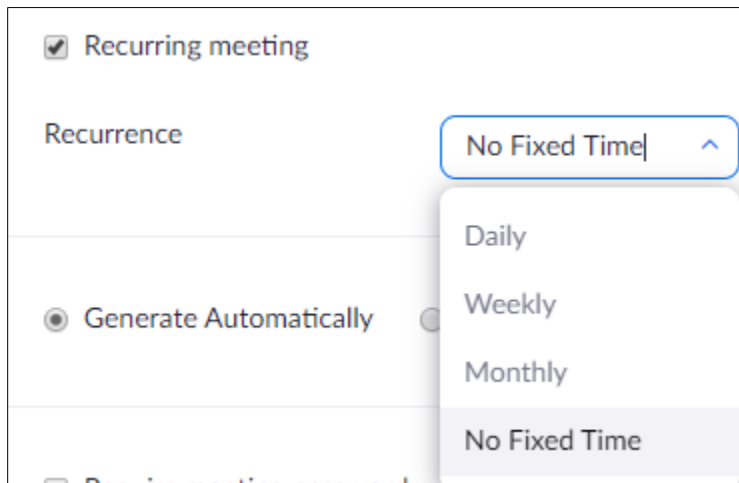 Recurring meeting
Recurrence
No Fixed Time
Daily
Weekly
Generate Automatically
Monthly
No Fixed Time